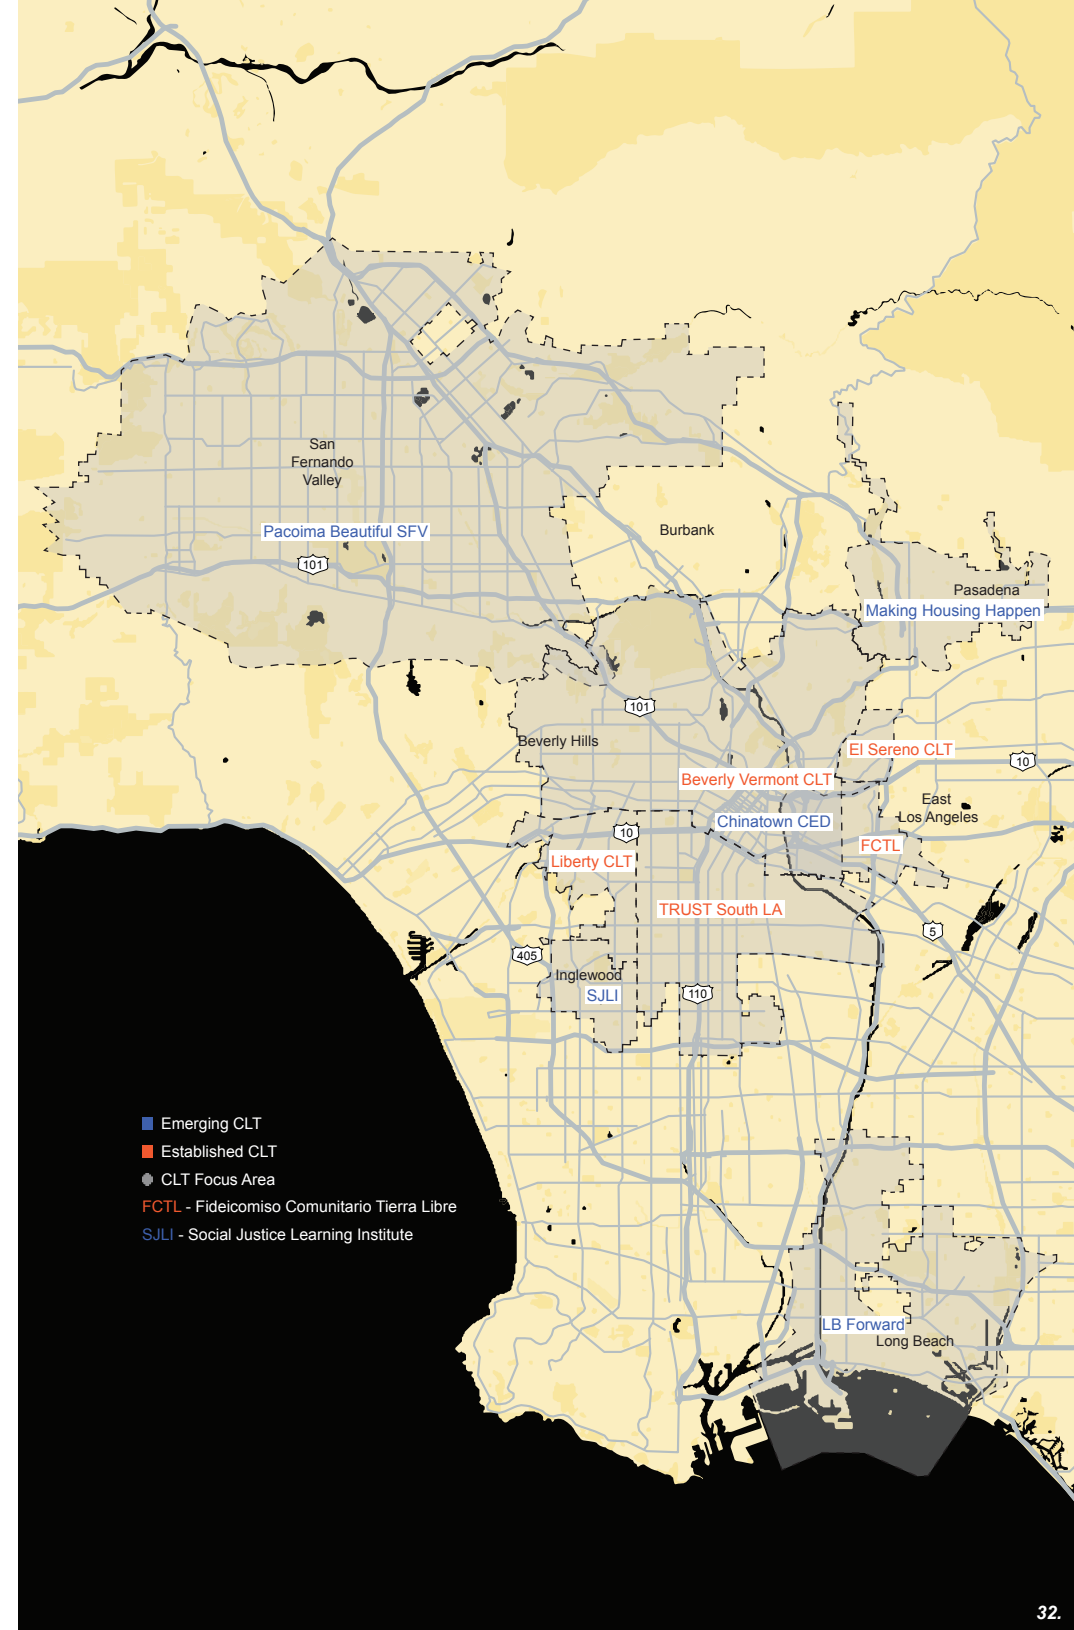 San
Fernando
Valley
Pacoima Beautiful SFV
101
Burbank
Pasadena
Making Housing Happen
101
Beverly Hills
El Sereno CLT
10
Beverly Vermont CLT
East
Los Angeles
Chinatown CED
10
FCTL
Liberty CLT
TRUST South LA
5
405
Inglewood
SJLI
110
Emerging CLT
Established CLT
CLT Focus Area
FCTL - Fideicomiso Comunitario Tierra Libre
SJLI - Social Justice Learning Institute
LB Forward
Long Beach
32.